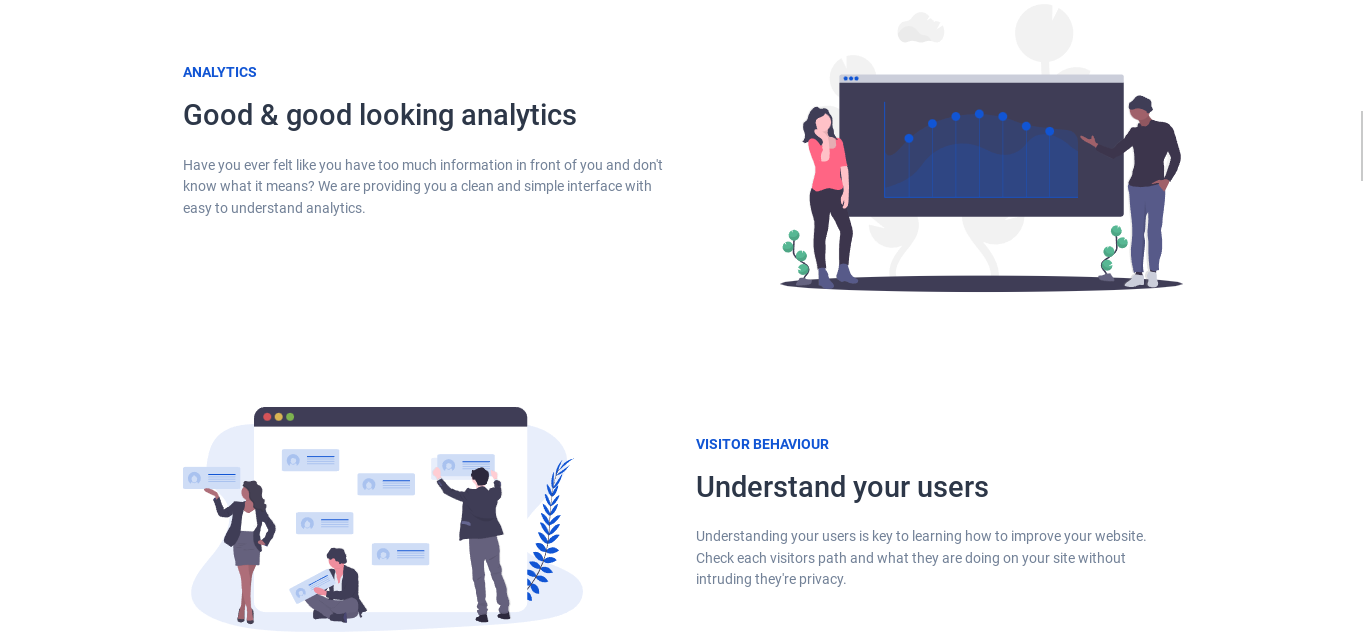 ANALYTICS
Good & good looking analytics
Have you ever felt like you have too much information in front of you and don't
know what it means? We are providing you a clean and simple interface with
easy to understand analytics.
VISITOR BEHAVIOUR
Understand your users
Understanding your users is key to learning how to improve your website.
Check each visitors path and what they are doing on your site without
intruding they're privacy.